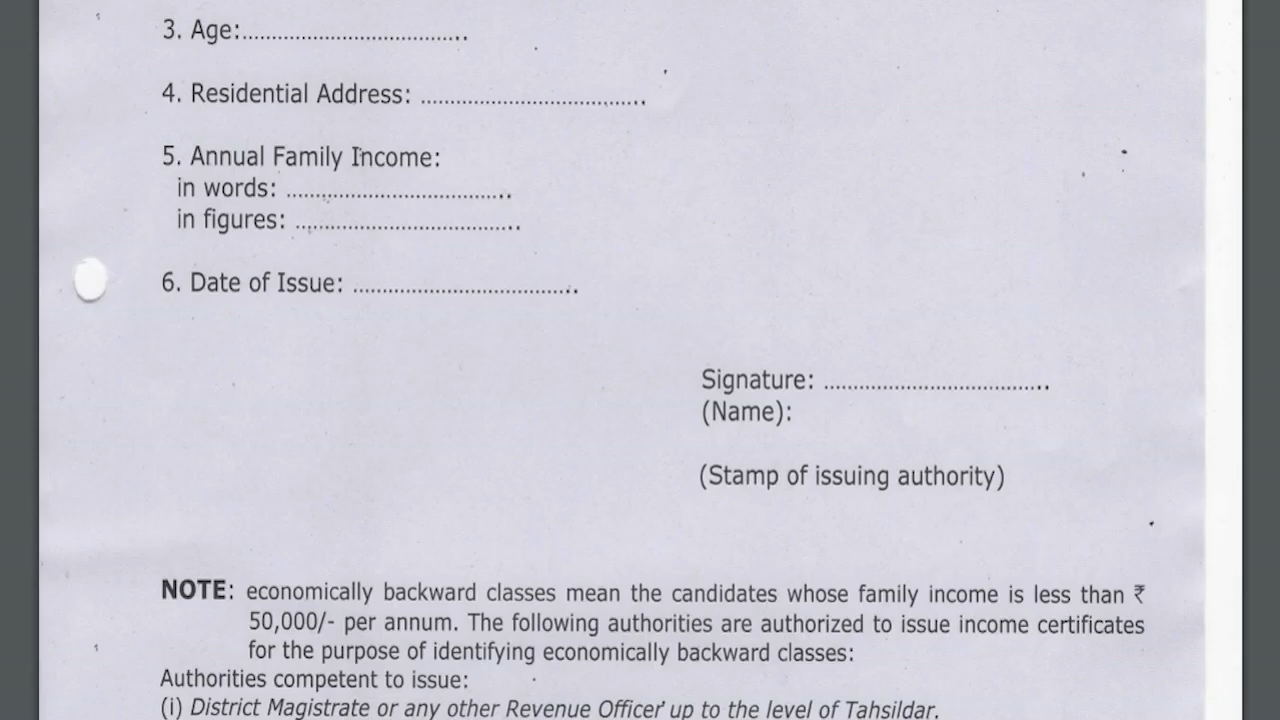 3. Age:..................................
4. Residential Address: ..................................
5. Annual Family Income:
in words: ..................................
in figures: ..................................
6. Date of Issue: ..................................
Signature: ..................................
(Name):
(Stamp of issuing authority)
NOTE: economically backward classes mean the candidates whose family income is less than ₹
50,000/- per annum. The following authorities are authorized to issue income certificates
for the purpose of identifying economically backward classes:
Authorities competent to issue:
(i) District Magistrate or any other Revenue Officer up to the level of Tahsildar.